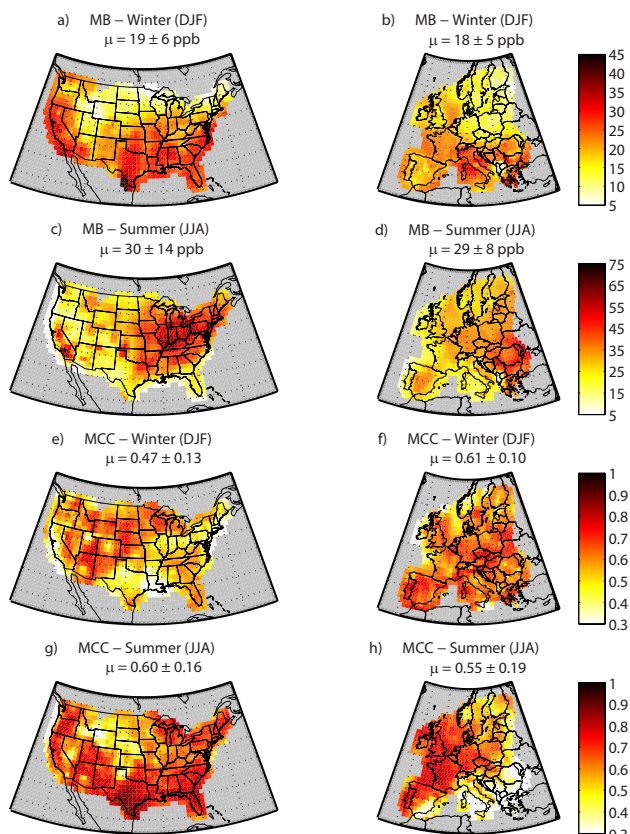 a) MB – Winter (DJF)
μ = 19 ± 6 ppb
b) MB – Winter (DJF)
μ = 18 ± 5 ppb
45
40
35
30
25
20
15
10
5
c) MB – Summer (JJA)
μ = 30 ± 14 ppb
d) MB – Summer (JJA)
μ = 29 ± 8 ppb
75
65
55
45
35
25
15
5
e) MCC – Winter (DJF)
μ = 0.47 ± 0.13
f) MCC – Winter (DJF)
μ = 0.61 ± 0.10
1
0.9
0.8
0.7
0.6
0.5
0.4
0.3
g) MCC – Summer (JJA)
μ = 0.60 ± 0.16
h) MCC – Summer (JJA)
μ = 0.55 ± 0.19
1
0.9
0.8
0.7
0.6
0.5
0.4